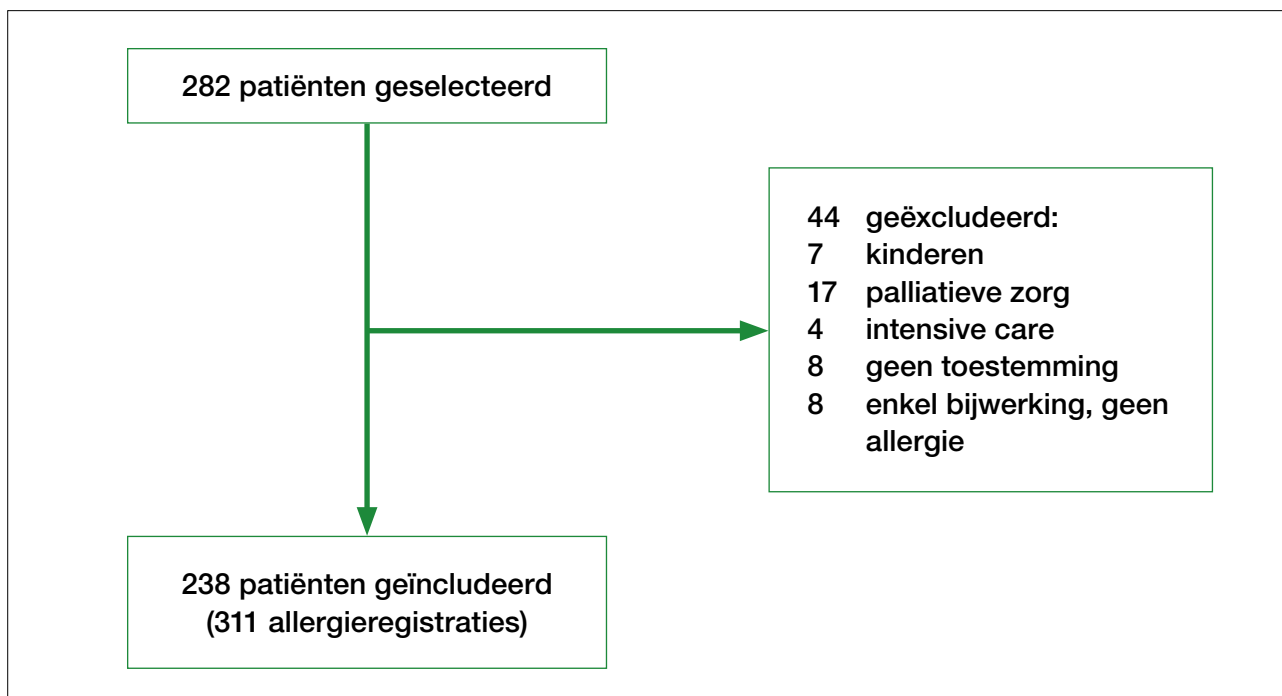 282 patiënten geselecteerd
44 geëxcludeerd:
7 kinderen
17 palliatieve zorg
4 intensive care
8 geen toestemming
8 enkel bijwerking, geen
allergie
238 patiënten geïncludeerd
(311 allergieregistraties)